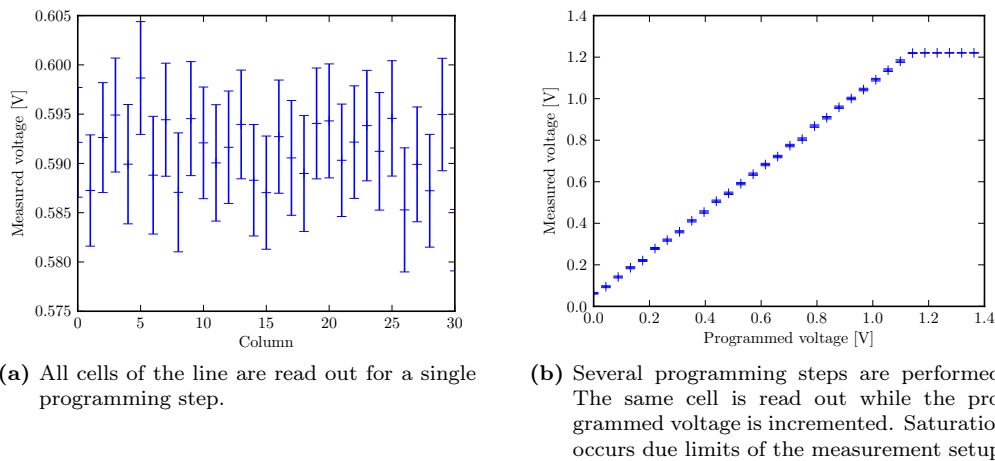 0.605
0.600
0.595
0.590
0.585
0.580
0.575
Measured voltage [V]
0 5 10 15 20 25 30
Column
1.4
1.2
1.0
0.8
0.6
0.4
0.2
0.0
Measured voltage [V]
0.0 0.2 0.4 0.6 0.8 1.0 1.2 1.4
Programmed voltage [V]
(a) All cells of the line are read out for a single
programming step.
(b) Several programming steps are performed
The same cell is read out while the pro
grammed voltage is incremented. Saturatio
occurs due limits of the measurement setup